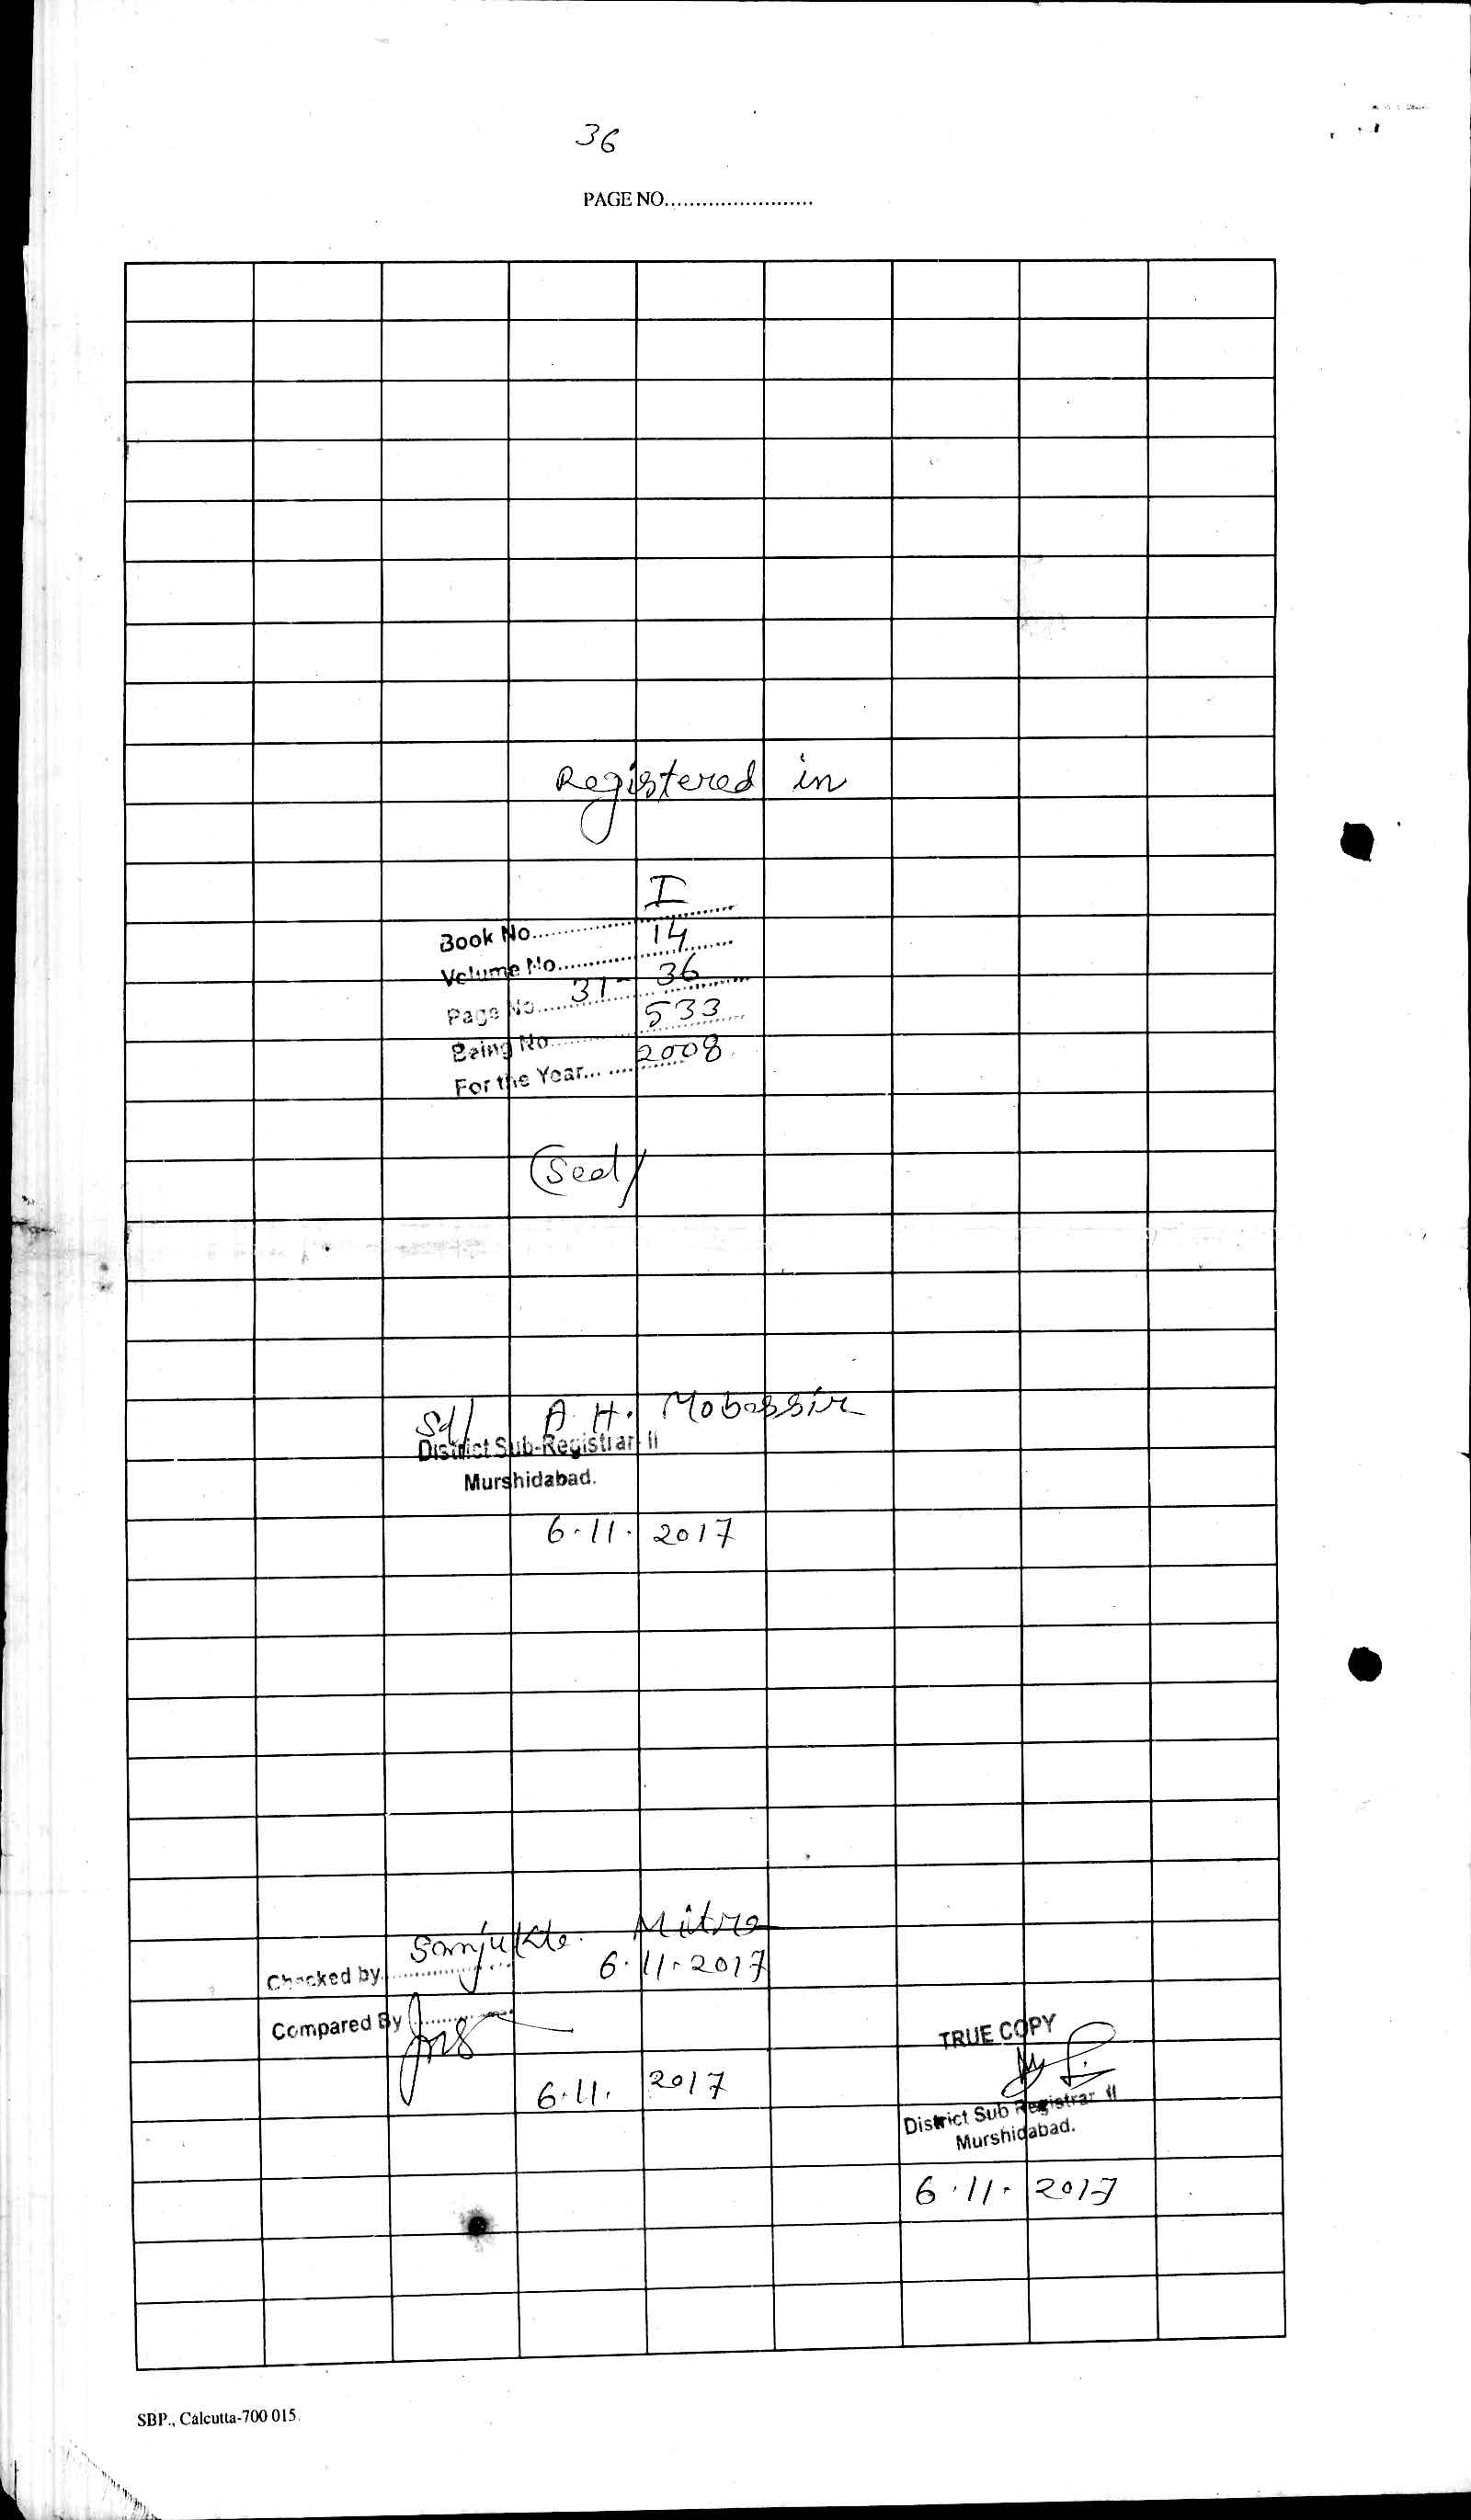 36
PAGE NO........................
Registered in
Book No.................... I
Volume No.................... 14
Page No.................... 31 - 36
Being No.................... 533
For the Year.................... 2008
(Seal)
Sd/ A. H. Mobassir
District Sub-Registrar-II
Murshidabad.
6.11.2017
Checked by.................... Sanjukta Mitra
6.11.2017
Compared By....................
6.11.2017
TRUE COPY
District Sub Registrar II
Murshidabad.
6.11.2017
SBP., Calcutta-700 015.